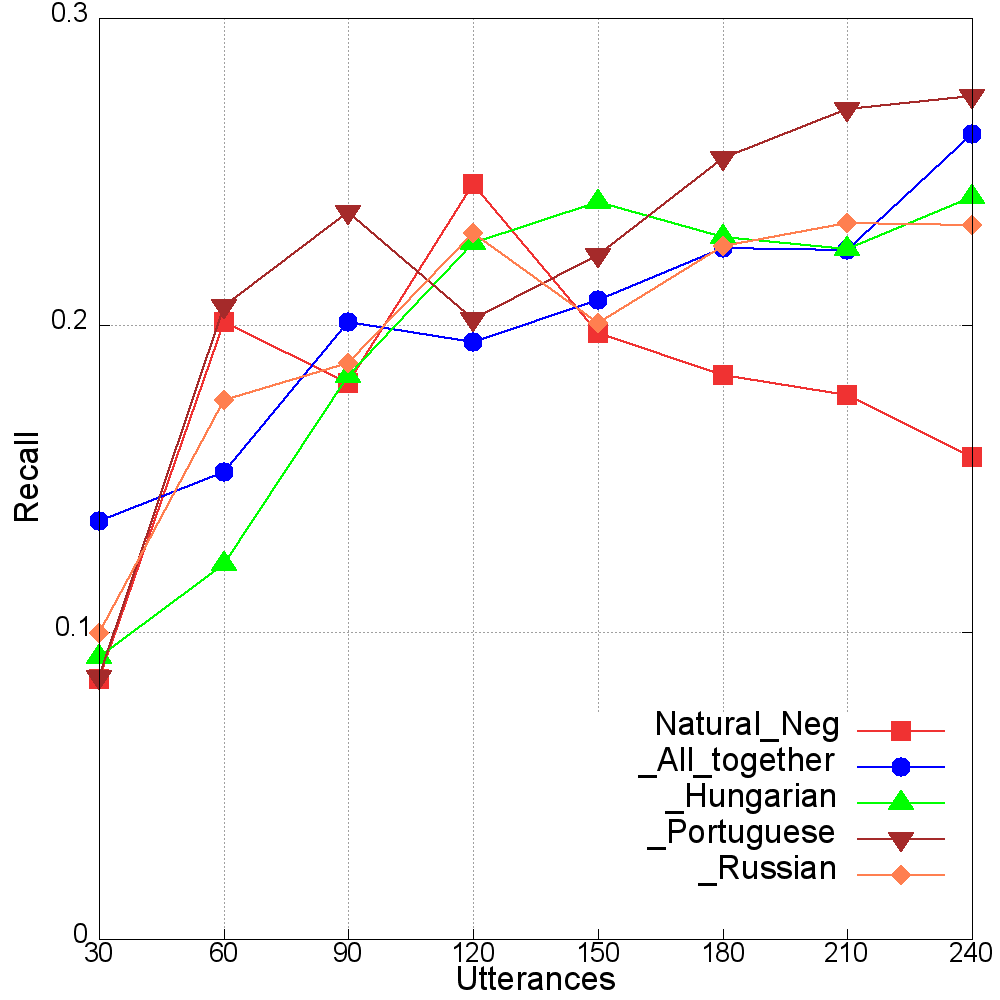 0.3
0.2
0.1
0
Recall
30 60 90 120 150 180 210 240
Utterances
Natural_Neg
_All_together
_Hungarian
_Portuguese
_Russian